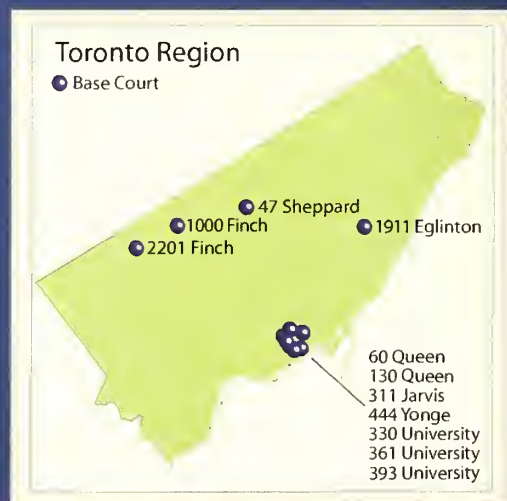 Toronto Region
Base Court
47 Sheppard
1000 Finch
1911 Eglinton
2201 Finch
60 Queen
130 Queen
311 Jarvis
444 Yonge
330 University
361 University
393 University